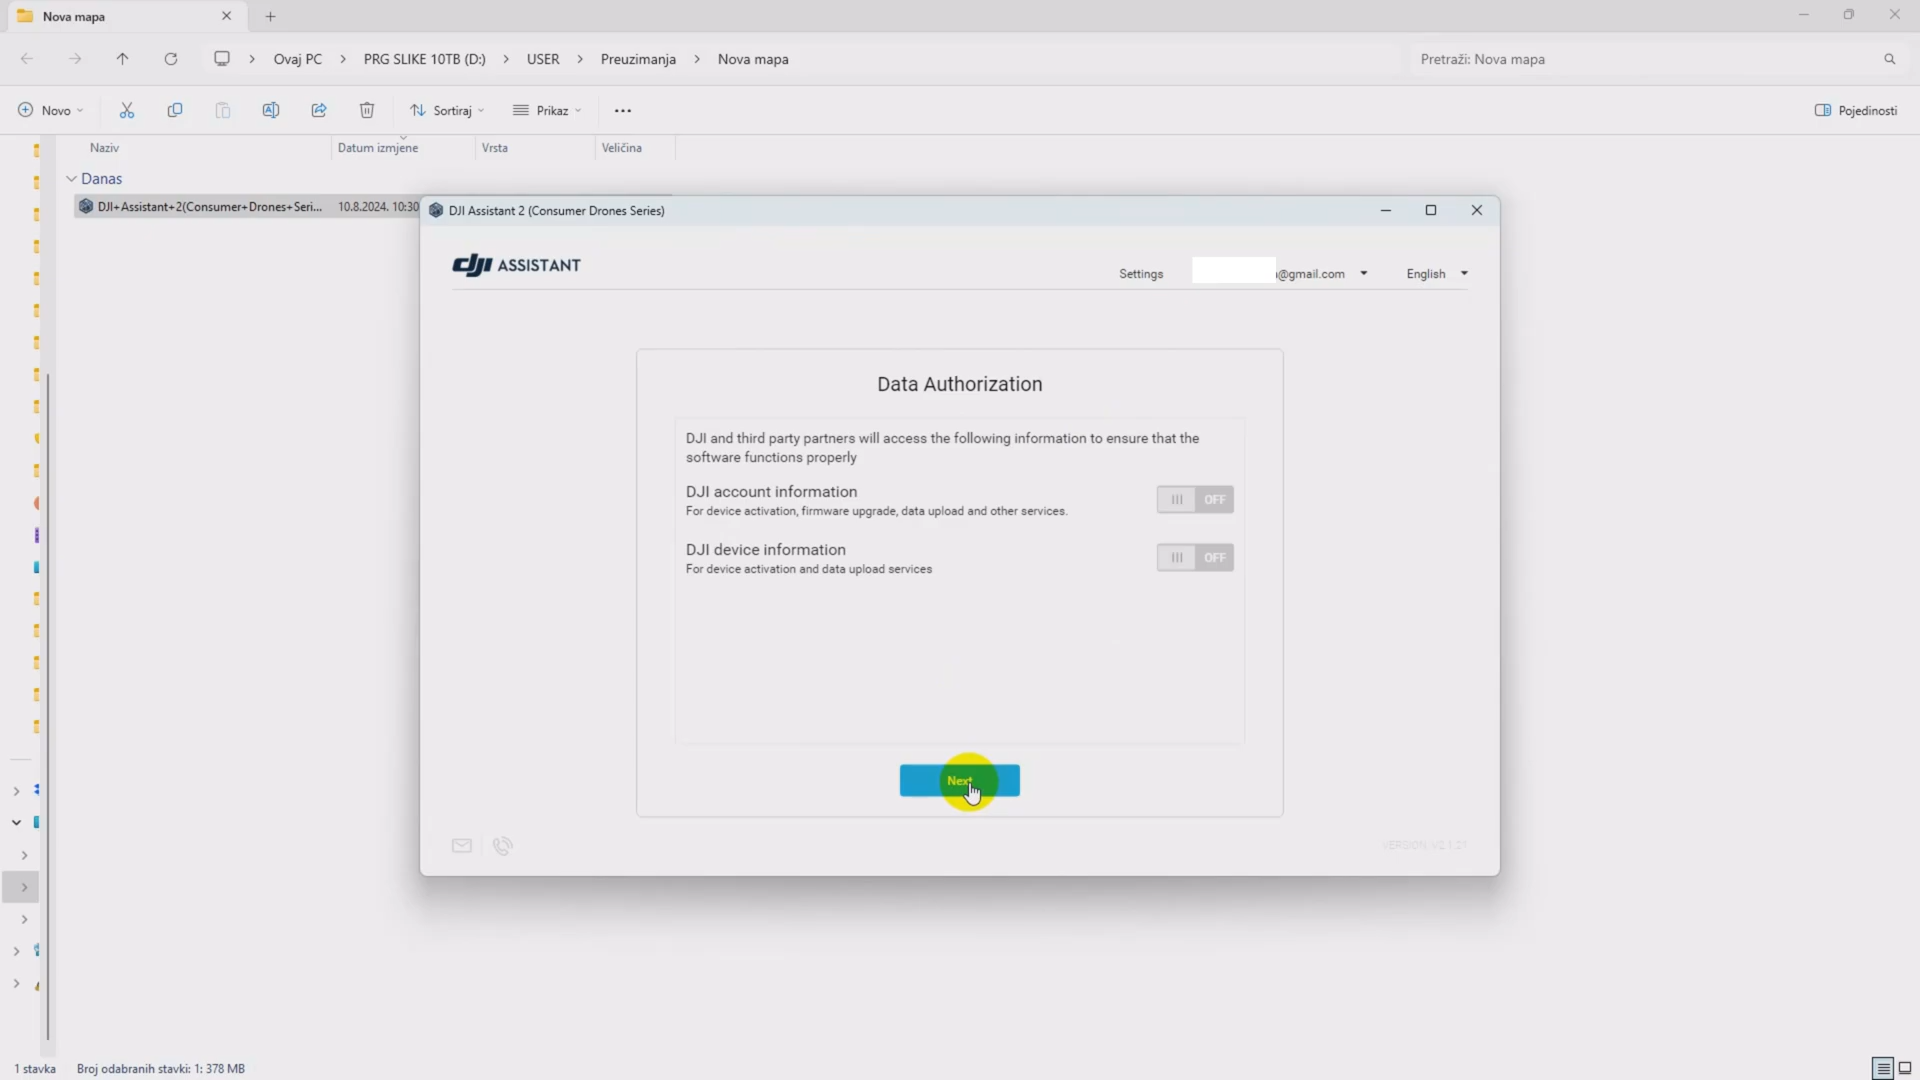 Nova mapa
Ovaj PC
PRG SLIKE 10TB (D:)
USER
Preuzimanja
Nova mapa
Pretraži: Nova mapa
Novo
Sortiraj
Prikaz
Pojedinosti
Naziv
Datum izmjene
Vrsta
Veličina
Danas
DJI+Assistant+2(Consumer+Drones+Seri...
10.8.2024. 10:30
DJI Assistant 2 (Consumer Drones Series)
dji ASSISTANT
Settings
@gmail.com
English
Data Authorization
DJI and third party partners will access the following information to ensure that the
software functions properly
DJI account information
OFF
For device activation, firmware upgrade, data upload and other services.
DJI device information
OFF
For device activation and data upload services
Next
VERSION: V2.1.21
1 stavka
Broj odabranih stavki: 1: 378 MB